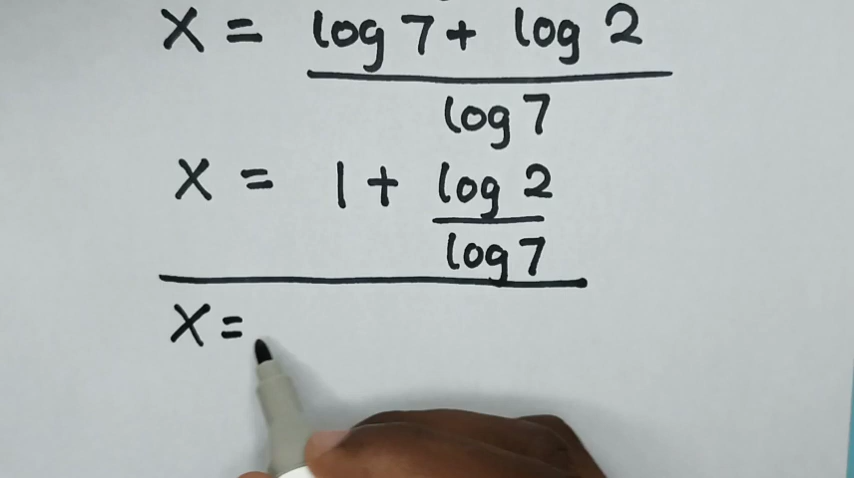 X = log 7 + log 2
log 7
X = 1 + log 2
log 7
X =